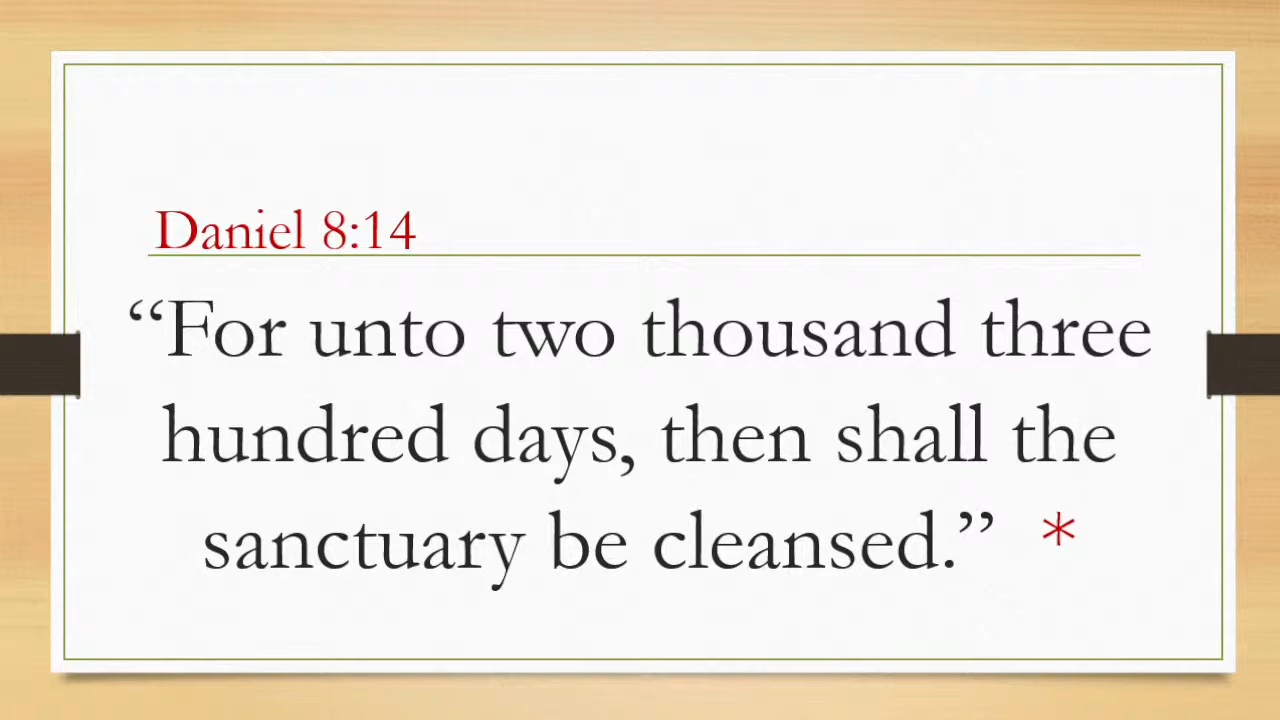 Daniel 8:14
“For unto two thousand three
hundred days, then shall the
sanctuary be cleansed.” *